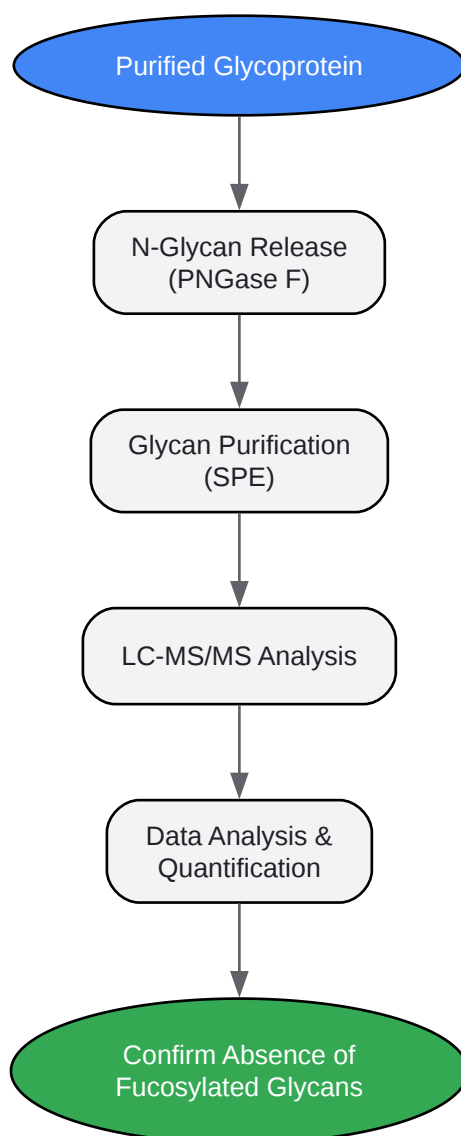 Purified Glycoprotein
N-Glycan Release
(PNGase F)
Glycan Purification
(SPE)
LC-MS/MS Analysis
Data Analysis &
Quantification
Confirm Absence of
Fucosylated Glycans